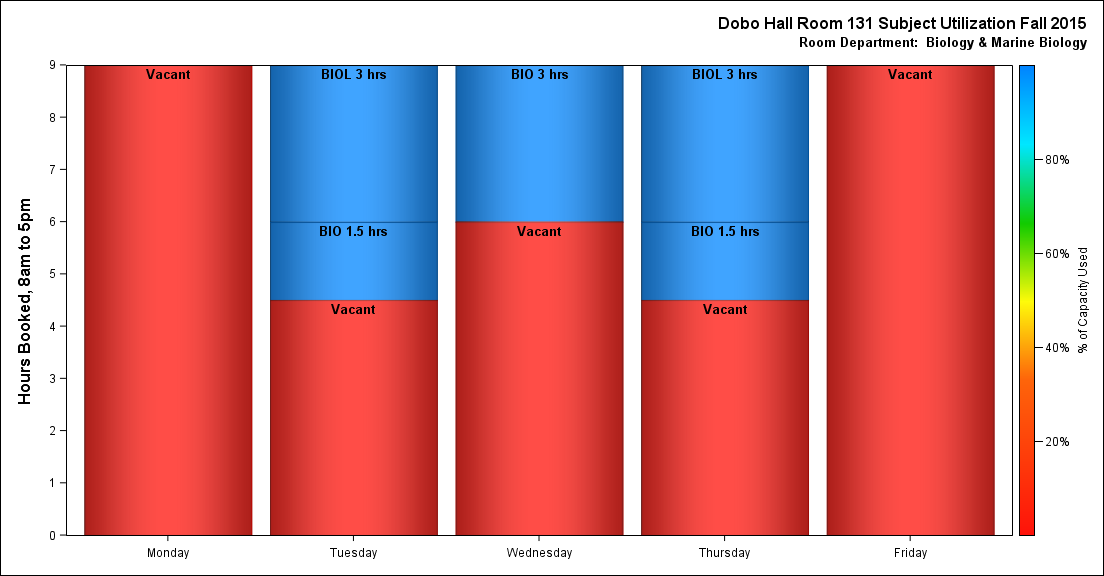 Dobo Hall Room 131 Subject Utilization Fall 2015
Room Department:  Biology & Marine Biology
Hours Booked, 8am to 5pm
9
8
7
6
5
4
3
2
1
0
Vacant
BIOL 3 hrs
BIO 1.5 hrs
Vacant
BIO 3 hrs
Vacant
BIOL 3 hrs
BIO 1.5 hrs
Vacant
Vacant
Monday
Tuesday
Wednesday
Thursday
Friday
80%
60%
40%
20%
% of Capacity Used